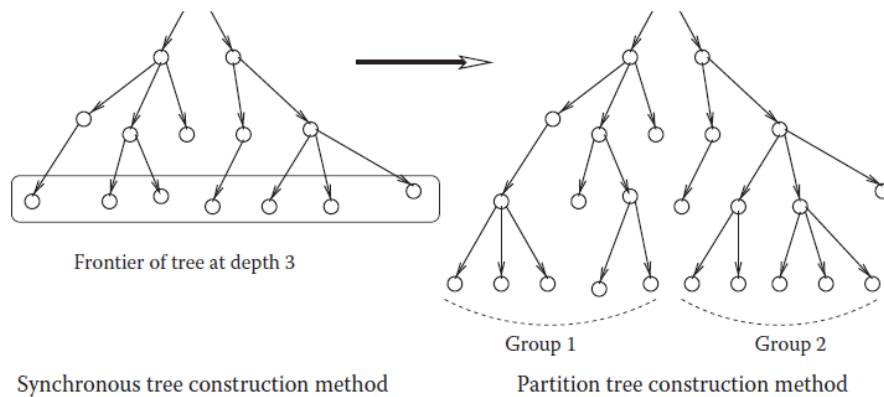 Frontier of tree at depth 3
Group 1
Group 2
Synchronous tree construction method
Partition tree construction method